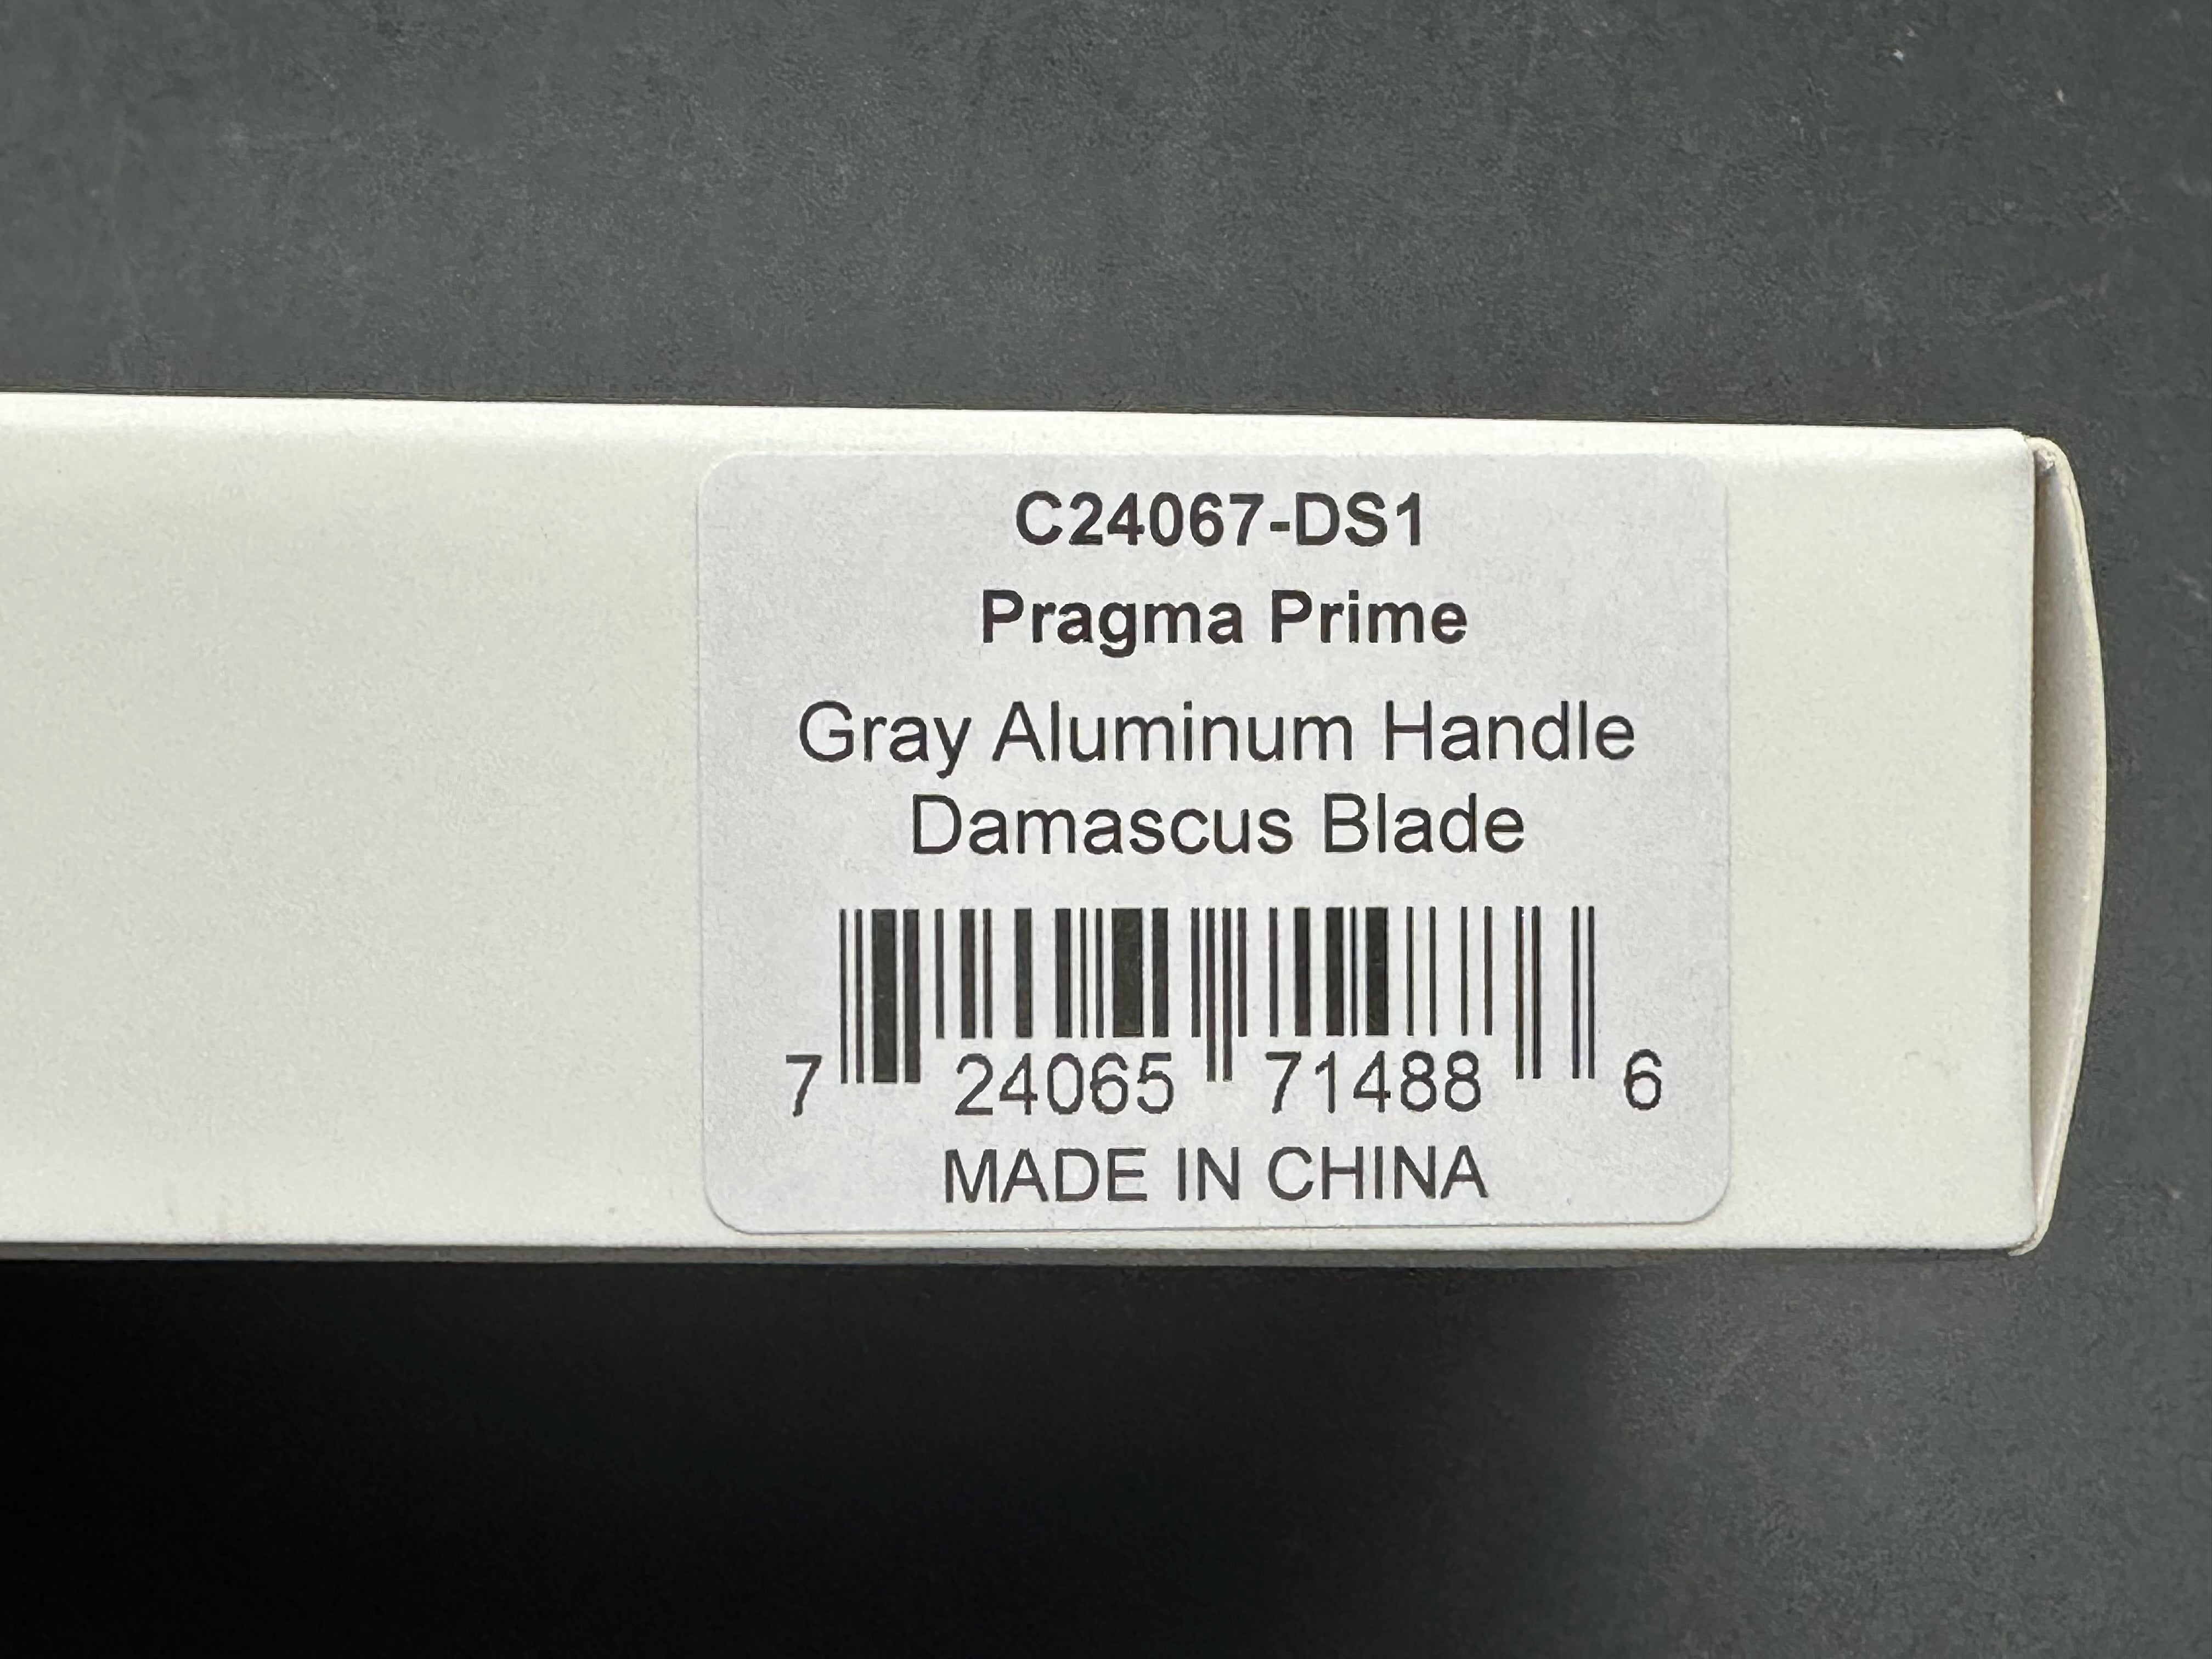 C24067-DS1
Pragma Prime
Gray Aluminum Handle
Damascus Blade
7 24065 71488 6
MADE IN CHINA